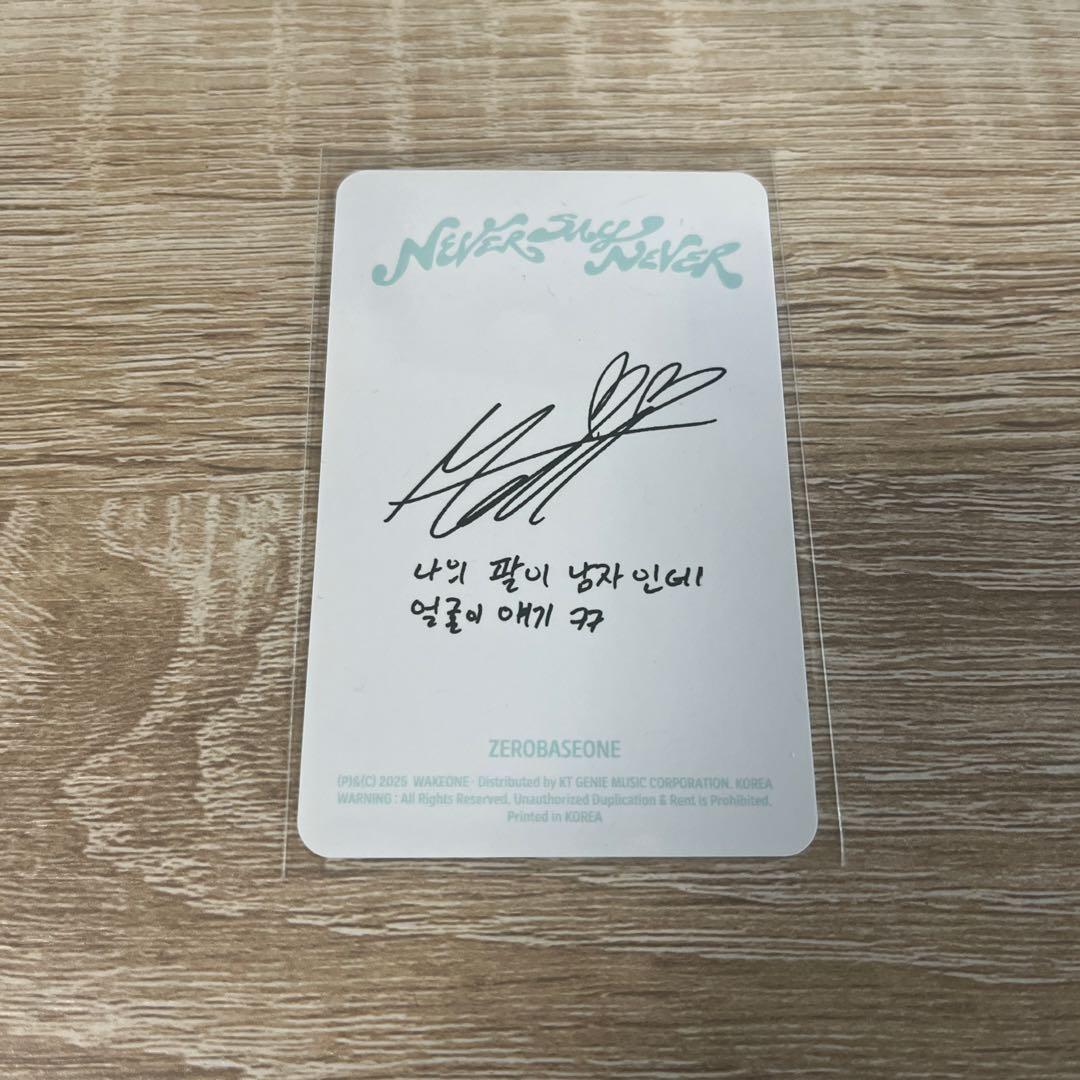 NEVER SAY NEVER
나의 팔이 남자인데
얼굴이 애기 ㅋㅋ
ZEROBASEONE
(P)&(C) 2025 WAKEONE · Distributed by KT GENIE MUSIC CORPORATION. KOREA
WARNING : All Rights Reserved. Unauthorized Duplication & Rent is Prohibited.
Printed in KOREA